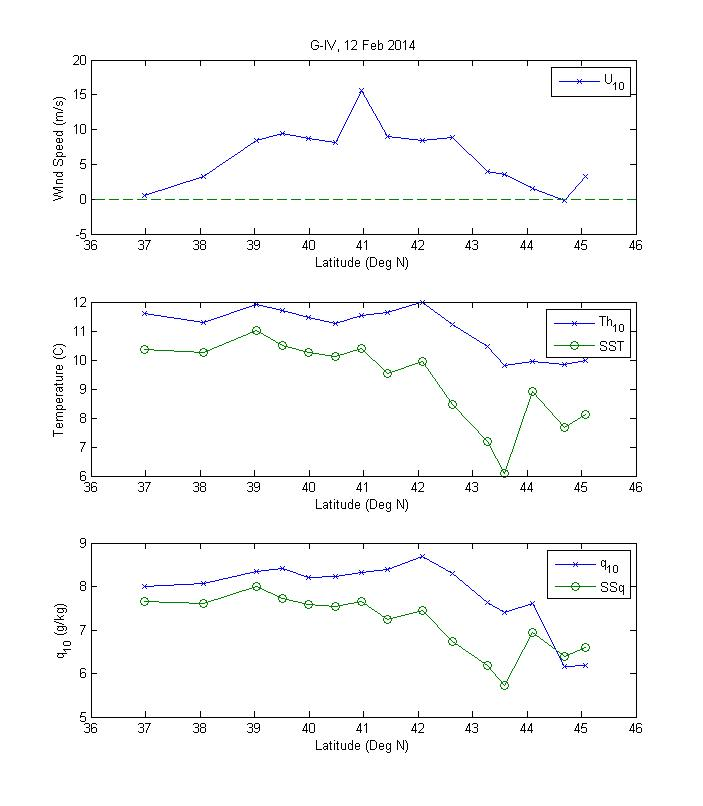 G-IV, 12 Feb 2014
20
15
10
5
0
-5
WInd Speed (m/s)
U10
36 37 38 39 40 41 42 43 44 45 46
Latitude (Deg N)
12
11
10
9
8
7
6
Temperature (C)
Th10
SST
36 37 38 39 40 41 42 43 44 45 46
Latitude (Deg N)
9
8
7
6
5
q10 (g/kg)
q10
SSq
36 37 38 39 40 41 42 43 44 45 46
Latitude (Deg N)